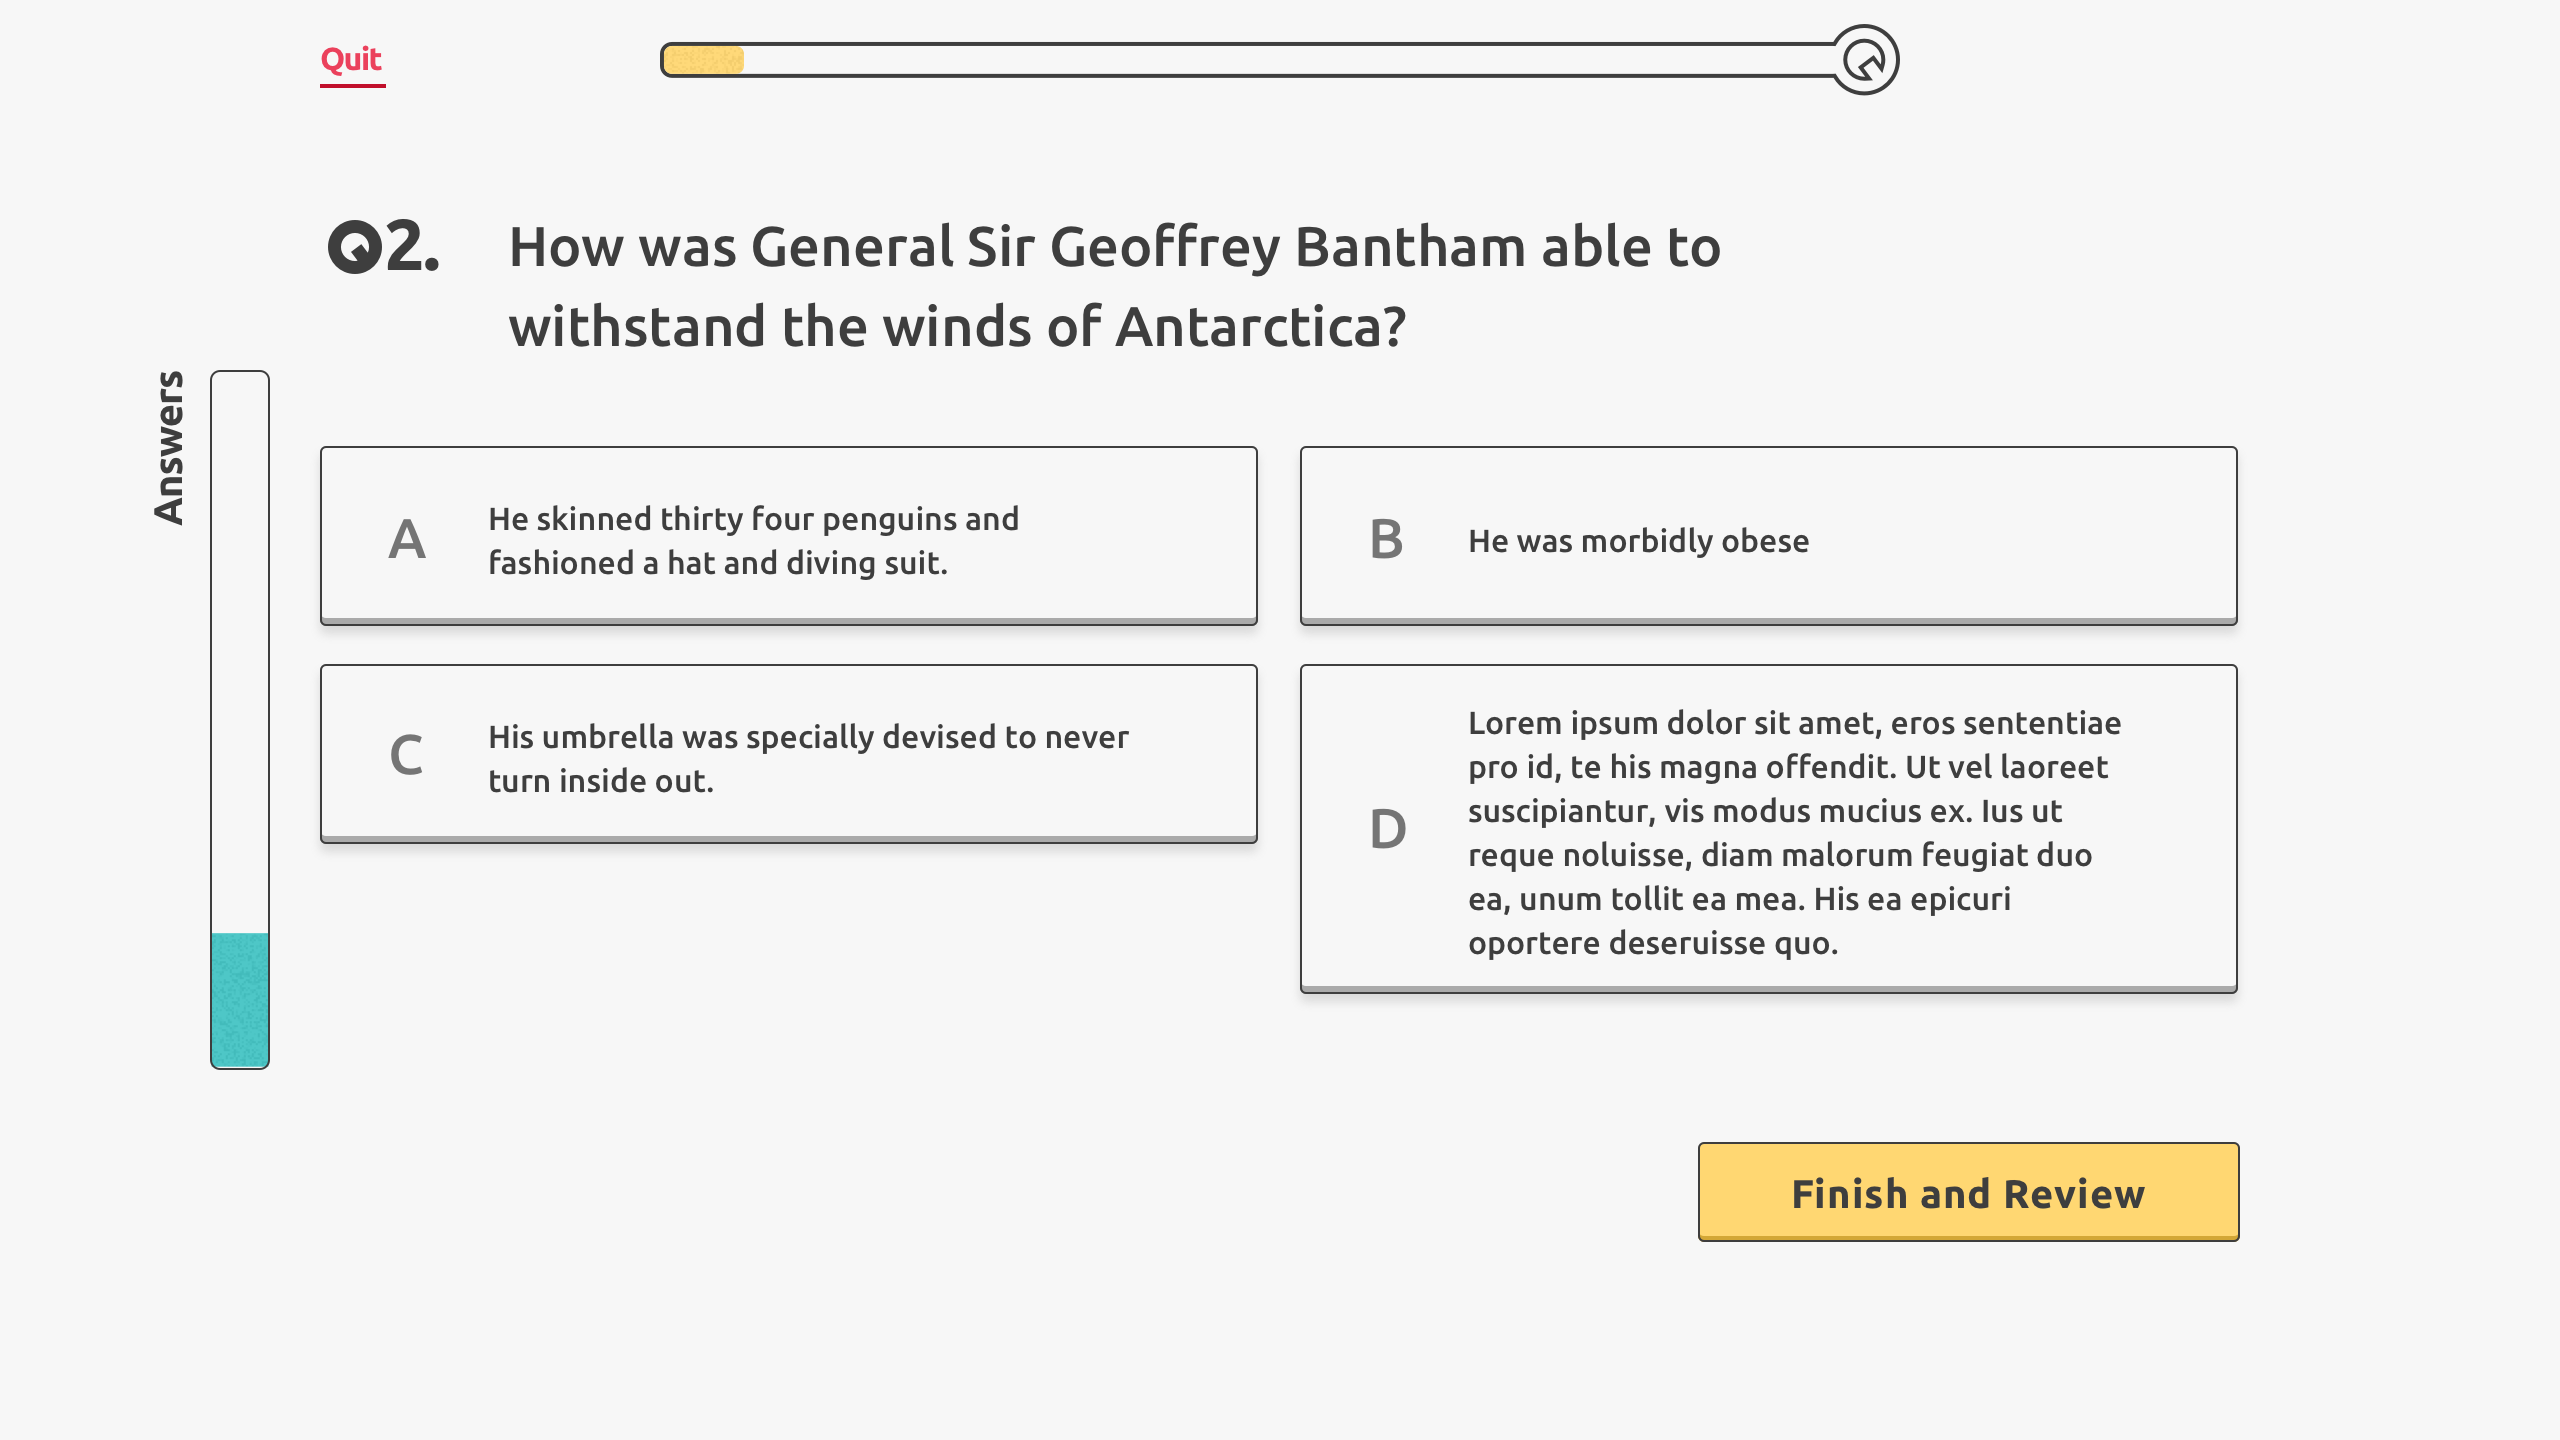 Quit
Q2.
How was General Sir Geoffrey Bantham able to
withstand the winds of Antarctica?
Answers
A
He skinned thirty four penguins and
fashioned a hat and diving suit.
B
He was morbidly obese
C
His umbrella was specially devised to never
turn inside out.
D
Lorem ipsum dolor sit amet, eros sententiae
pro id, te his magna offendit. Ut vel laoreet
suscipiantur, vis modus mucius ex. Ius ut
reque noluisse, diam malorum feugiat duo
ea, unum tollit ea mea. His ea epicuri
oportere deseruisse quo.
Finish and Review